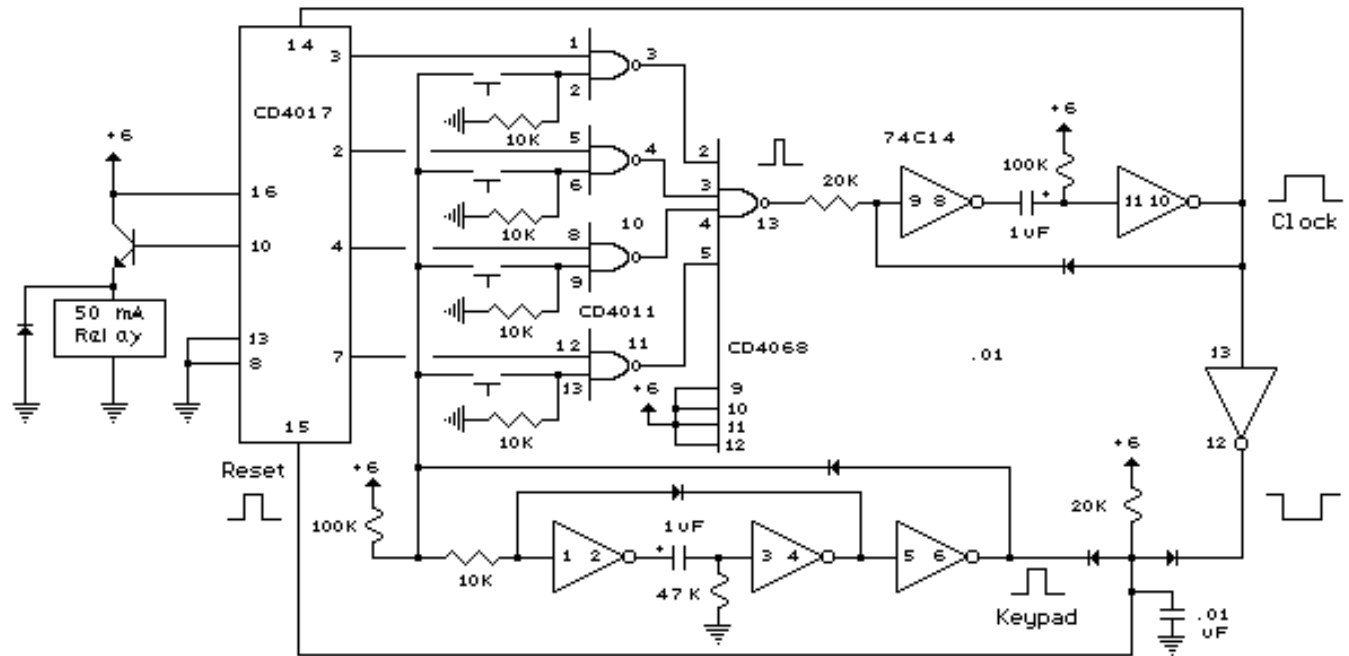 14
3
1
3
2
CD4017
10K
+6
2
5
4
6
74C14
+6
100K
2
16
3
20K
9 8
+
11 10
10K
10
4
13
1uF
Clock
10
4
8
5
9
50 mA
Relay
10K
CD4011
13
8
7
12
11
CD4068
.01
13
13
+6
9
10
11
12
10K
15
12
Reset
+6
+6
100K
1uF
20K
+
1 2
3 4
5 6
10K
47K
Keypad
.01
uF